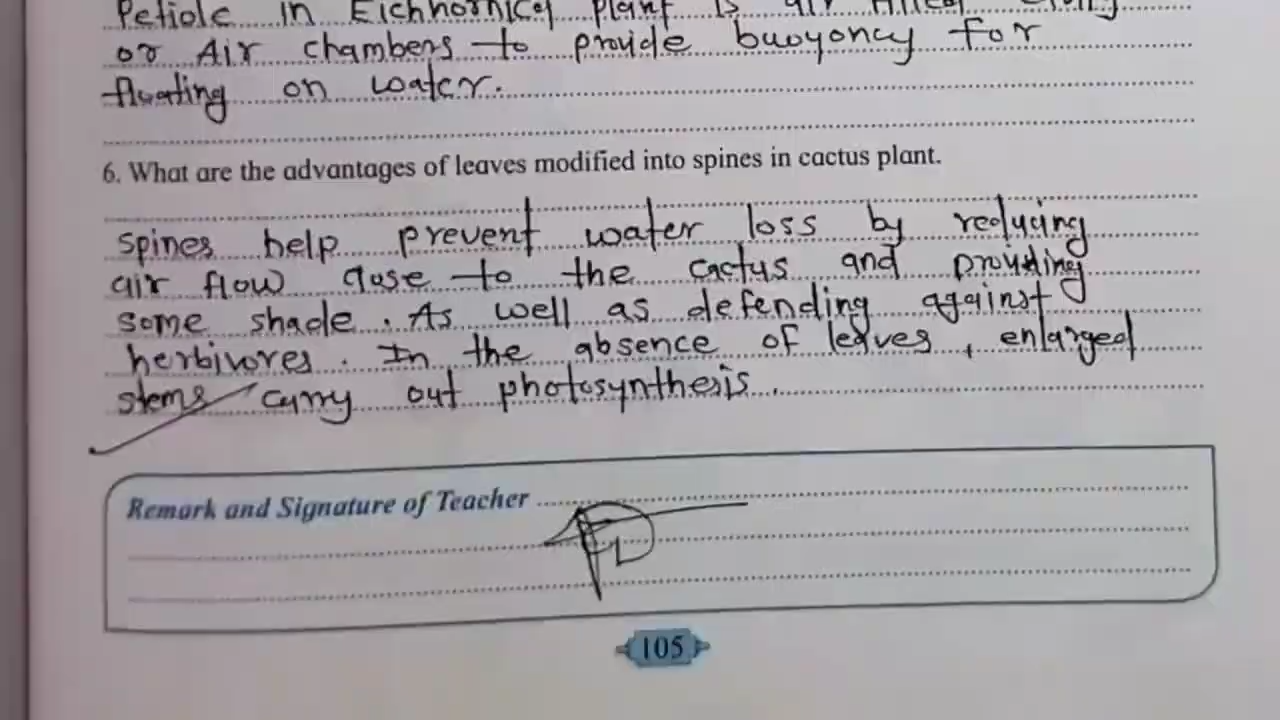 Petiole in Eichhornica plant is air filled
or Air chambers to provide buoyoncy for
floating on water.
6. What are the advantages of leaves modified into spines in cactus plant.
Spines help prevent water loss by reducing
air flow close to the cactus and providing
some shade. As well as defending against
herbivores. In the absence of leaves, enlarged
stems carry out photosynthesis.
Remark and Signature of Teacher
105